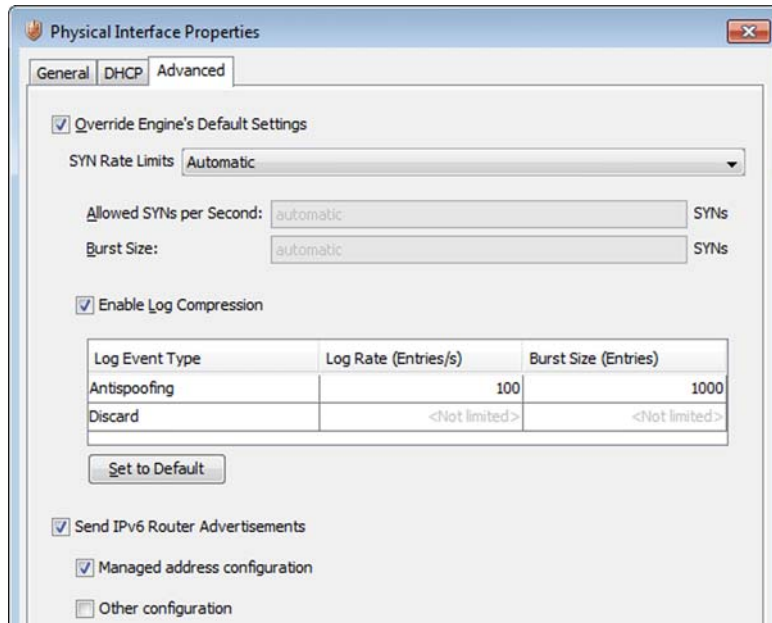 Physical Interface Properties
General DHCP Advanced
Override Engine's Default Settings
SYN Rate Limits Automatic
Allowed SYNs per Second: automatic SYNs
Burst Size: automatic SYNs
Enable Log Compression
Log Event Type Log Rate (Entries/s) Burst Size (Entries)
Antispoofing 100 1000
Discard <Not limited> <Not limited>
Set to Default
Send IPv6 Router Advertisements
Managed address configuration
Other configuration